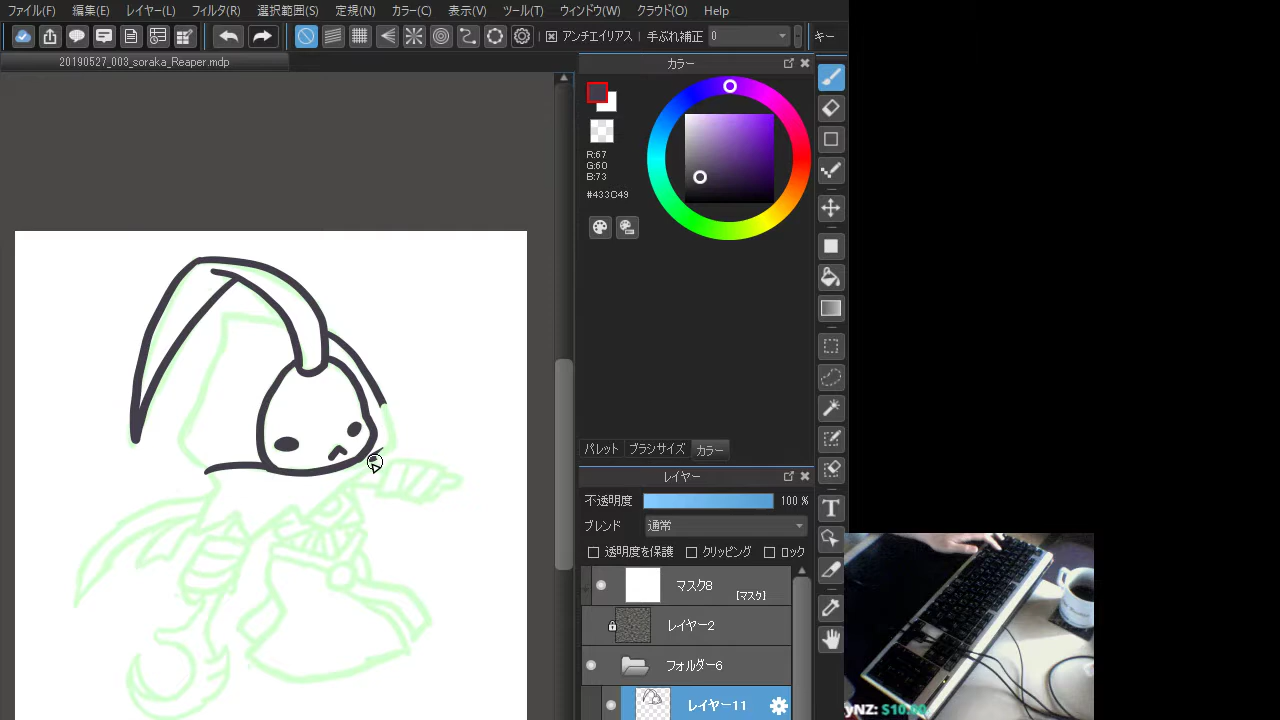 ファイル(F) 編集(E) レイヤー(L) フィルタ(R) 選択範囲(S) 定規(N) カラー(C) 表示(V) ツール(T) ウィンドウ(W) クラウド(O) Help
アンチエイリアス 手ぶれ補正 0 キー
20190527_003_soraka_Reaper.mdp
カラー
R:67
G:60
B:73
#433C49
パレット ブラシサイズ カラー
レイヤー
不透明度 100 %
ブレンド 通常
透明度を保護 クリッピング ロック
マスク8
[マスク]
レイヤー2
フォルダー6
レイヤー11
T
yNZ: $10.00